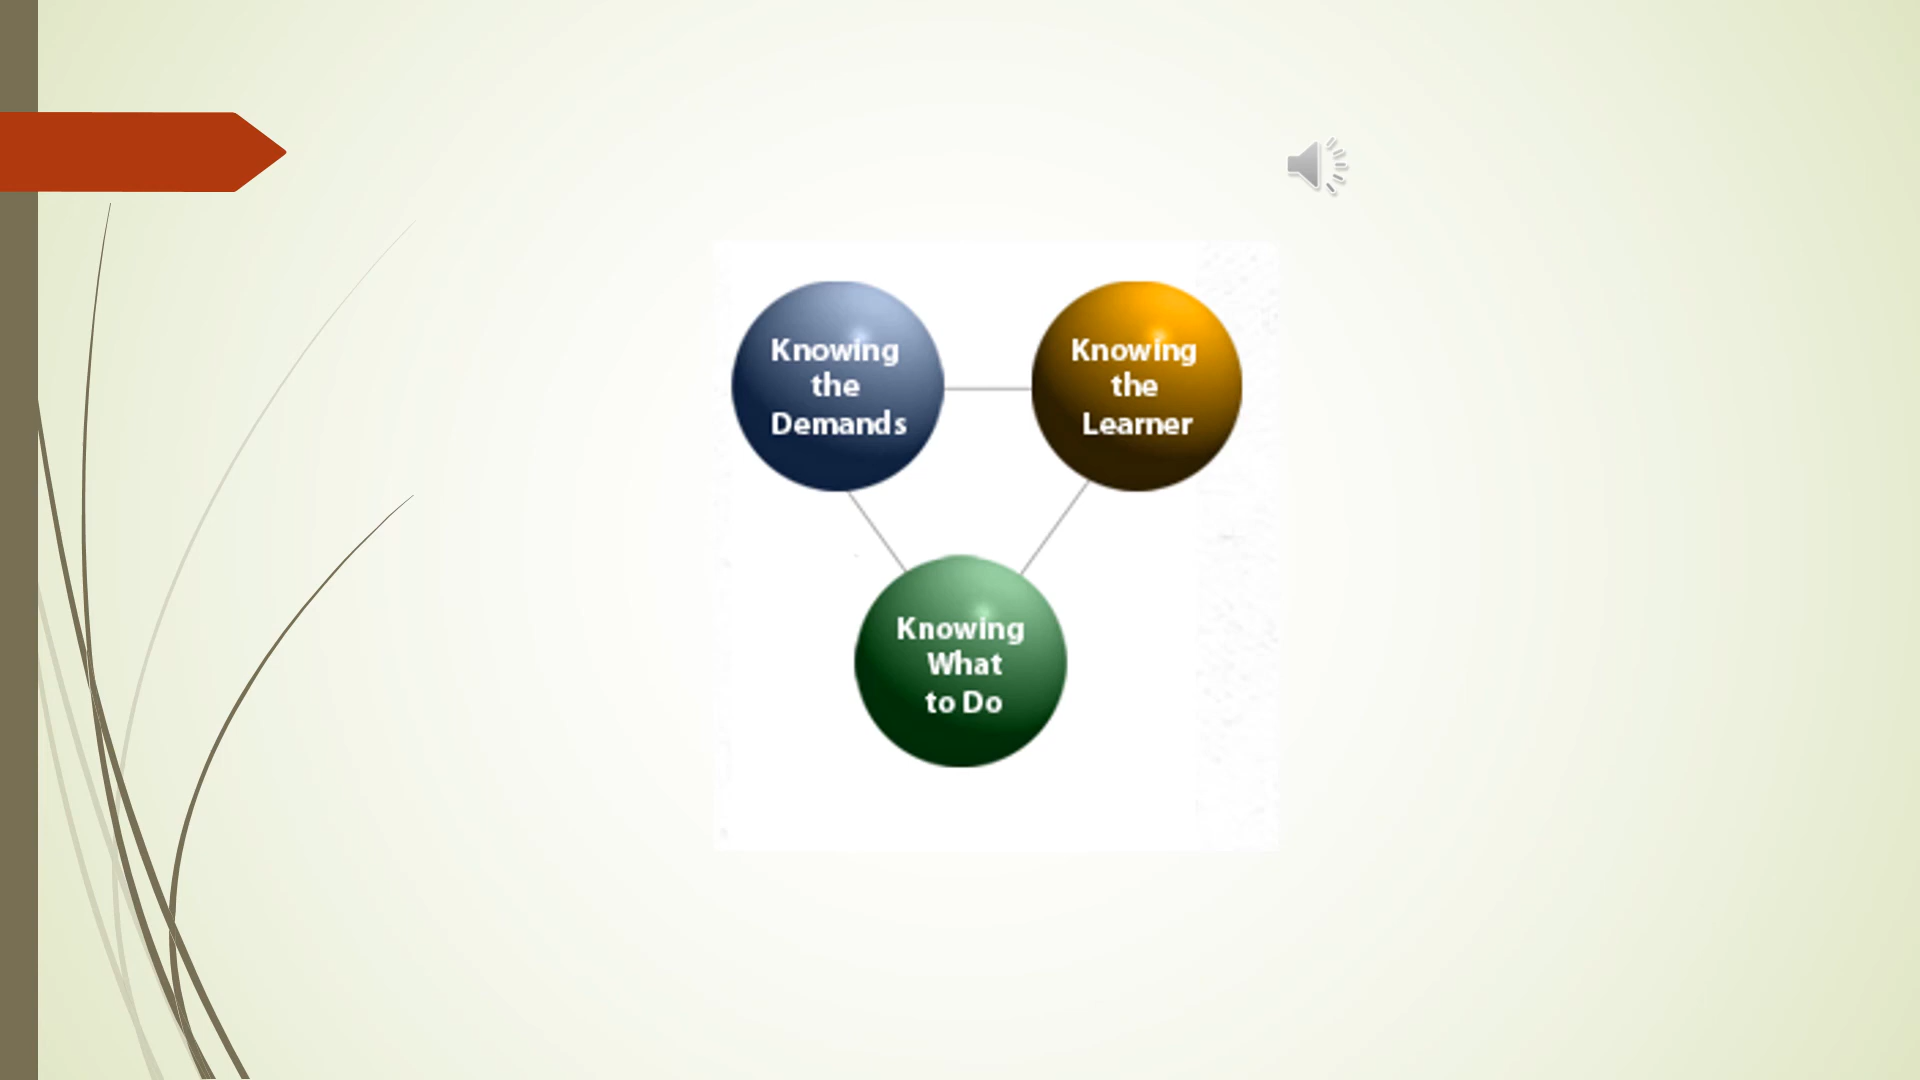 Knowing
the
Demands
Knowing
the
Learner
Knowing
What
to Do